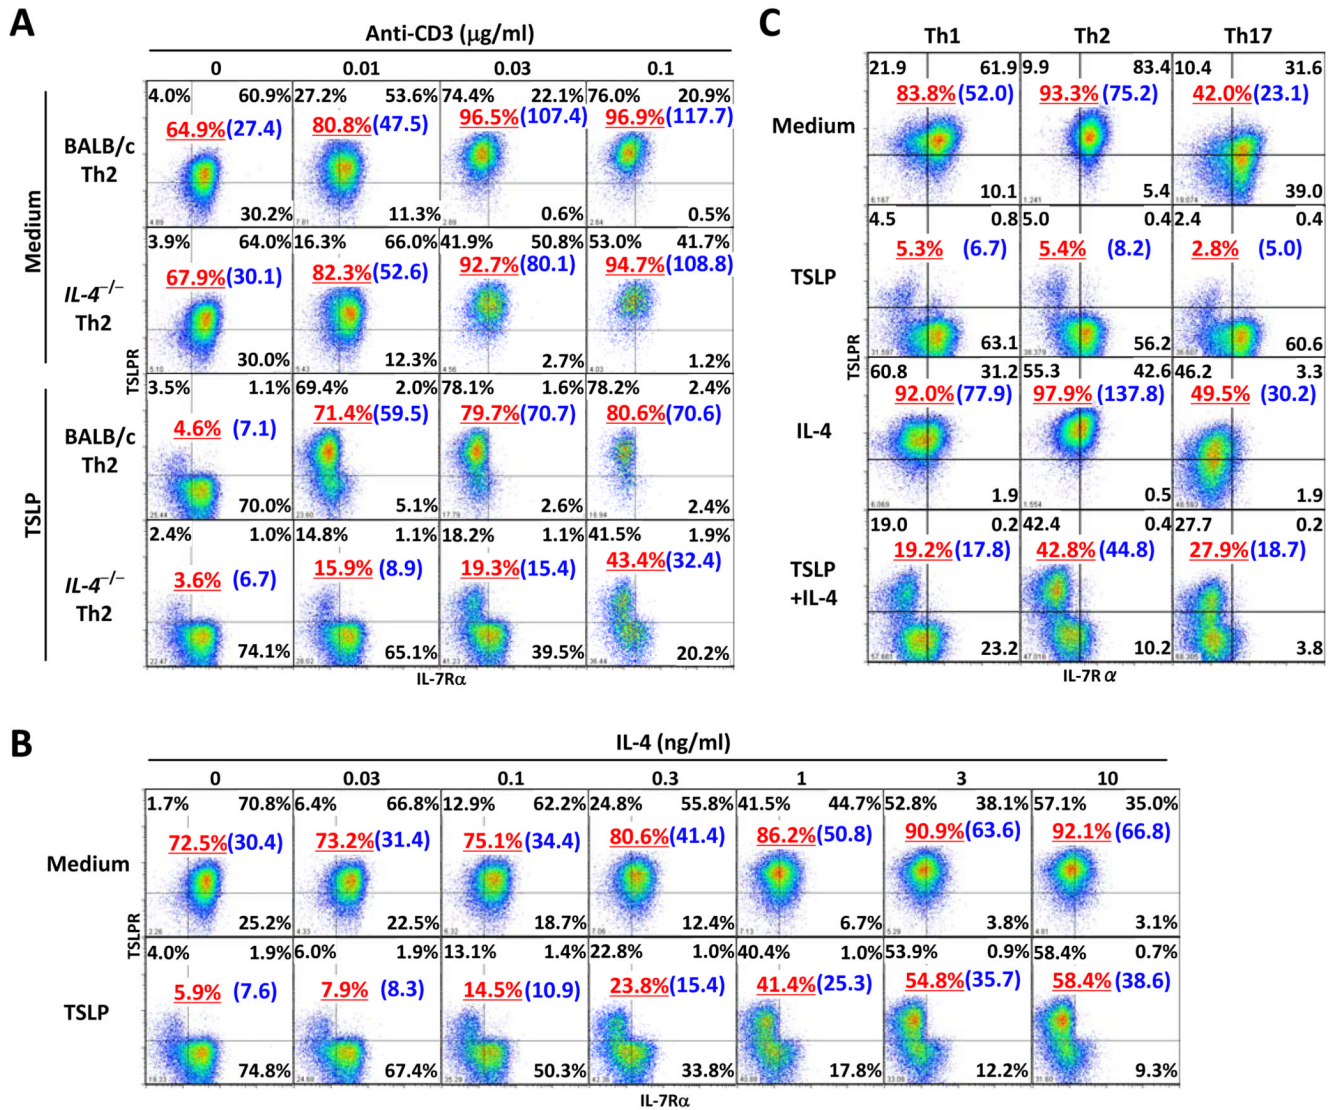 A
Anti-CD3 (μg/ml)
0 0.01 0.03 0.1
Medium
BALB/c
Th2
4.0% 60.9% 27.2% 53.6% 74.4% 22.1% 76.0% 20.9%
64.9%(27.4) 80.8%(47.5) 96.5%(107.4) 96.9%(117.7)
30.2% 11.3% 0.6% 0.5%
IL-4−/−
Th2
3.9% 64.0% 16.3% 66.0% 41.9% 50.8% 53.0% 41.7%
67.9%(30.1) 82.3%(52.6) 92.7%(80.1) 94.7%(108.8)
30.0% 12.3% 2.7% 1.2%
TSLPR
TSLP
BALB/c
Th2
3.5% 1.1% 69.4% 2.0% 78.1% 1.6% 78.2% 2.4%
4.6% (7.1) 71.4%(59.5) 79.7%(70.7) 80.6%(70.6)
70.0% 5.1% 2.6% 2.4%
IL-4−/−
Th2
2.4% 1.0% 14.8% 1.1% 18.2% 1.1% 41.5% 1.9%
3.6% (6.7) 15.9% (8.9) 19.3%(15.4) 43.4%(32.4)
74.1% 65.1% 39.5% 20.2%
IL-7Rα
C
Th1 Th2 Th17
Medium
21.9 61.9 9.9 83.4 10.4 31.6
83.8%(52.0) 93.3%(75.2) 42.0%(23.1)
10.1 5.4 39.0
TSLP
4.5 0.8 5.0 0.4 2.4 0.4
5.3% (6.7) 5.4% (8.2) 2.8% (5.0)
63.1 56.2 60.6
TSLPR
IL-4
60.8 31.2 55.3 42.6 46.2 3.3
92.0%(77.9) 97.9%(137.8) 49.5%(30.2)
1.9 0.5 1.9
TSLP
+IL-4
19.0 0.2 42.4 0.4 27.7 0.2
19.2%(17.8) 42.8%(44.8) 27.9%(18.7)
23.2 10.2 3.8
IL-7R α
B
IL-4 (ng/ml)
0 0.03 0.1 0.3 1 3 10
Medium
1.7% 70.8% 6.4% 66.8% 12.9% 62.2% 24.8% 55.8% 41.5% 44.7% 52.8% 38.1% 57.1% 35.0%
72.5%(30.4) 73.2%(31.4) 75.1%(34.4) 80.6%(41.4) 86.2%(50.8) 90.9%(63.6) 92.1%(66.8)
25.2% 22.5% 18.7% 12.4% 6.7% 3.8% 3.1%
TSLPR
TSLP
4.0% 1.9% 6.0% 1.9% 13.1% 1.4% 22.8% 1.0% 40.4% 1.0% 53.9% 0.9% 58.4% 0.7%
5.9% (7.6) 7.9% (8.3) 14.5%(10.9) 23.8%(15.4) 41.4%(25.3) 54.8%(35.7) 58.4%(38.6)
74.8% 67.4% 50.3% 33.8% 17.8% 12.2% 9.3%
IL-7Rα